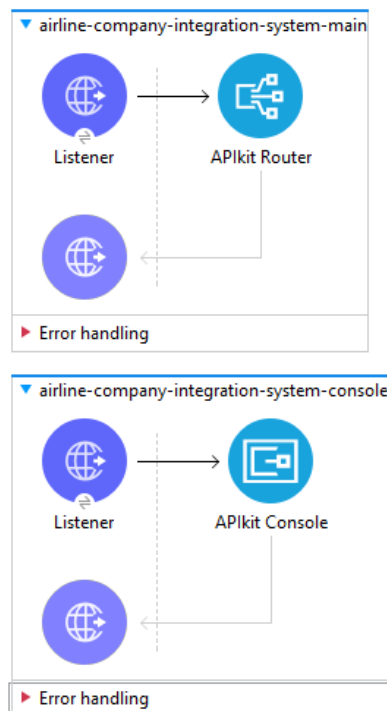 airline-company-integration-system-main
Listener
APIkit Router
Error handling
airline-company-integration-system-console
Listener
APIkit Console
Error handling